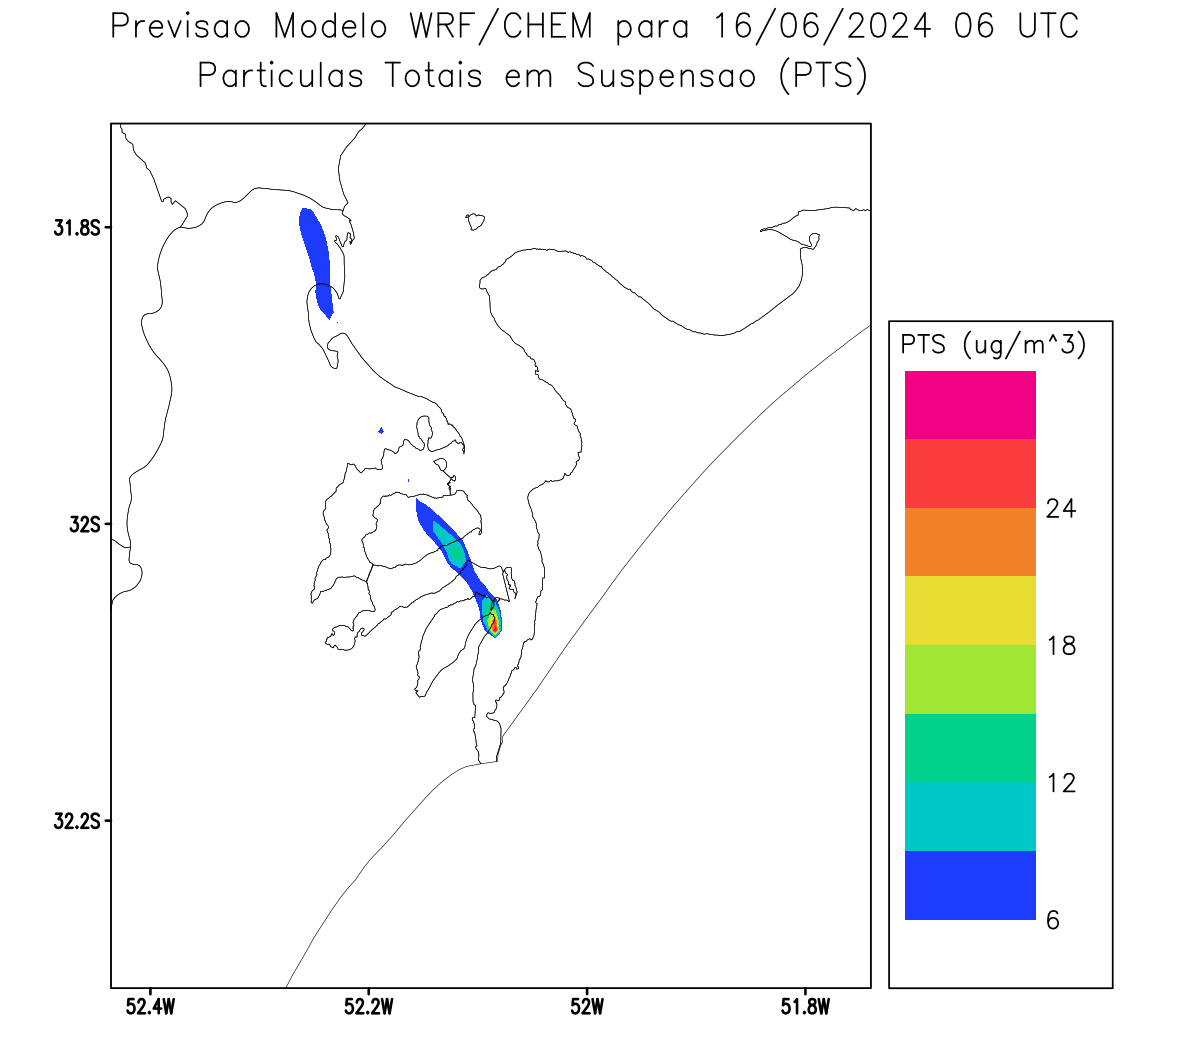 Previsao Modelo WRF/CHEM para 16/06/2024 06 UTC
Particulas Totais em Suspensao (PTS)
31.8S
32S
32.2S
52.4W
52.2W
52W
51.8W
PTS (ug/m^3)
24
18
12
6